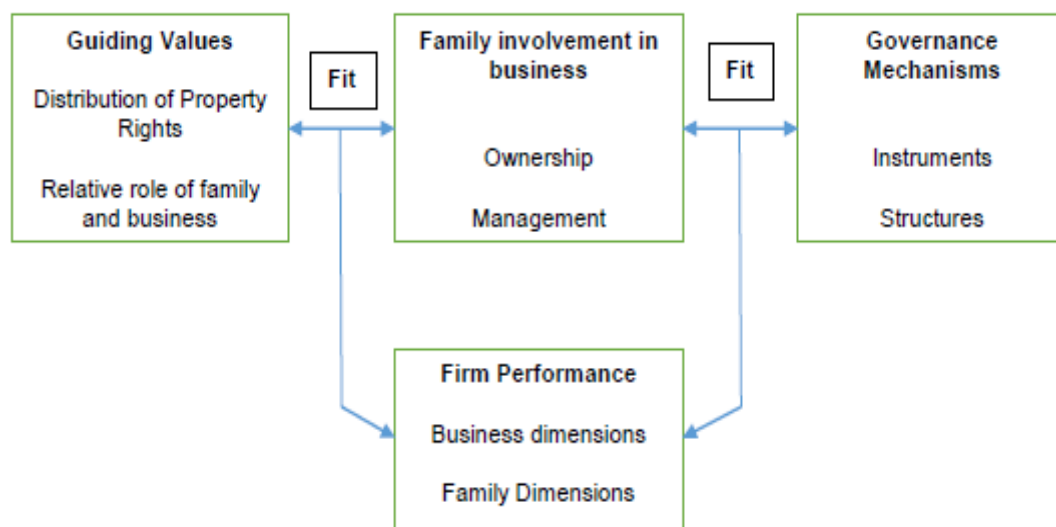 Guiding Values
Distribution of Property
Rights
Relative role of family
and business
Fit
Family involvement in
business
Ownership
Management
Fit
Governance
Mechanisms
Instruments
Structures
Firm Performance
Business dimensions
Family Dimensions